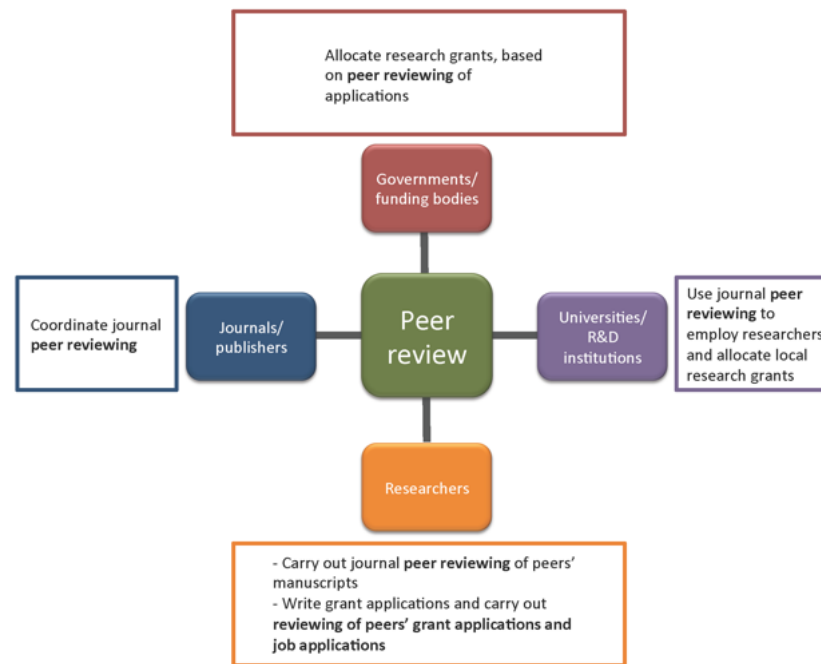 Allocate research grants, based
on peer reviewing of
applications
Governments/
funding bodies
Coordinate journal
peer reviewing
Journals/
publishers
Peer
review
Universities/
R&D
institutions
Use journal peer
reviewing to
employ researchers
and allocate local
research grants
Researchers
- Carry out journal peer reviewing of peers’
manuscripts
- Write grant applications and carry out
reviewing of peers’ grant applications and
job applications